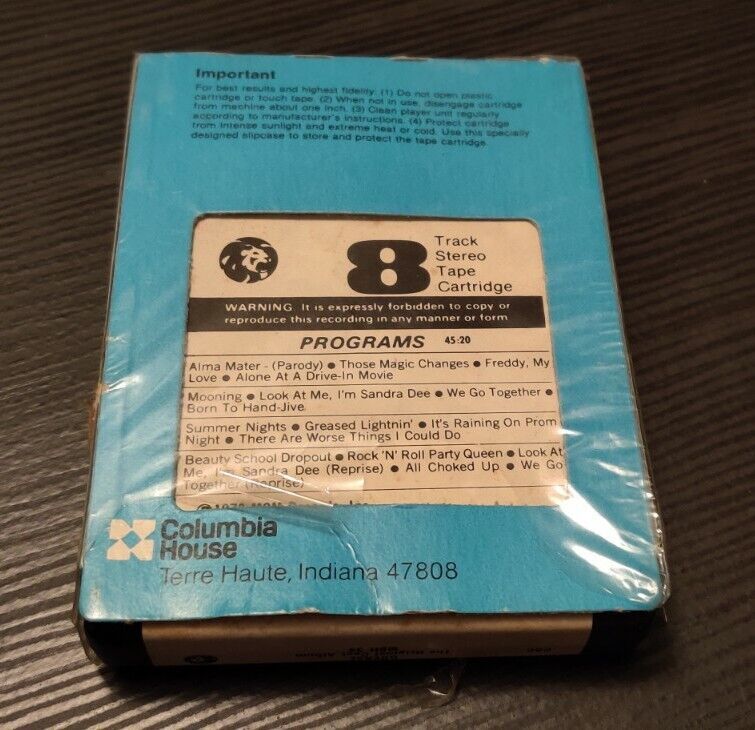 Important
For best results and highest fidelity: (1) Do not open plastic
cartridge or touch tape. (2) When not in use, disengage cartridge
from machine about one inch. (3) Clean player unit regularly
according to manufacturer's instructions. (4) Protect cartridge
from intense sunlight and extreme heat or cold. Use this specially
designed slipcase to store and protect the tape cartridge.
8
Track
Stereo
Tape
Cartridge
WARNING It is expressly forbidden to copy or
reproduce this recording in any manner or form
PROGRAMS 45:20
Alma Mater - (Parody) ● Those Magic Changes ● Freddy, My
Love ● Alone At A Drive-In Movie
Mooning ● Look At Me, I'm Sandra Dee ● We Go Together ●
Born To Hand-Jive
Summer Nights ● Greased Lightnin' ● It's Raining On Prom
Night ● There Are Worse Things I Could Do
Beauty School Dropout ● Rock 'N' Roll Party Queen ● Look At
Me, I'm Sandra Dee (Reprise) ● All Choked Up ● We Go
Together (Reprise)
Columbia
House
Terre Haute, Indiana 47808
The Original Cast Album